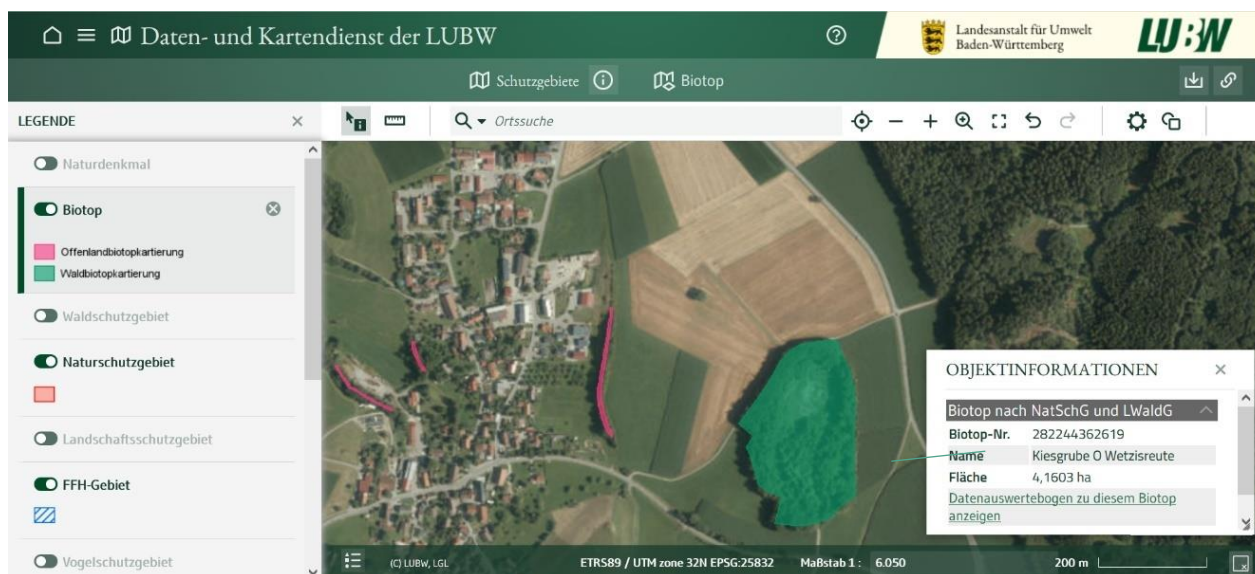 Daten- und Kartendienst der LUBW
Landesanstalt für Umwelt
Baden-Württemberg
LUBW
Schutzgebiete
Biotop
LEGENDE
Ortssuche
Naturdenkmal
Biotop
Offenlandbiotopkartierung
Waldbiotopkartierung
Waldschutzgebiet
Naturschutzgebiet
Landschaftsschutzgebiet
FFH-Gebiet
Vogelschutzgebiet
OBJEKTINFORMATIONEN
Biotop nach NatSchG und LWaldG
Biotop-Nr. 282244362619
Name Kiesgrube O Wetzisreute
Fläche 4,1603 ha
Datenauswertebogen zu diesem Biotop
anzeigen
(C) LUBW, LGL
ETRS89 / UTM zone 32N EPSG:25832
Maßstab 1 : 6.050
200 m